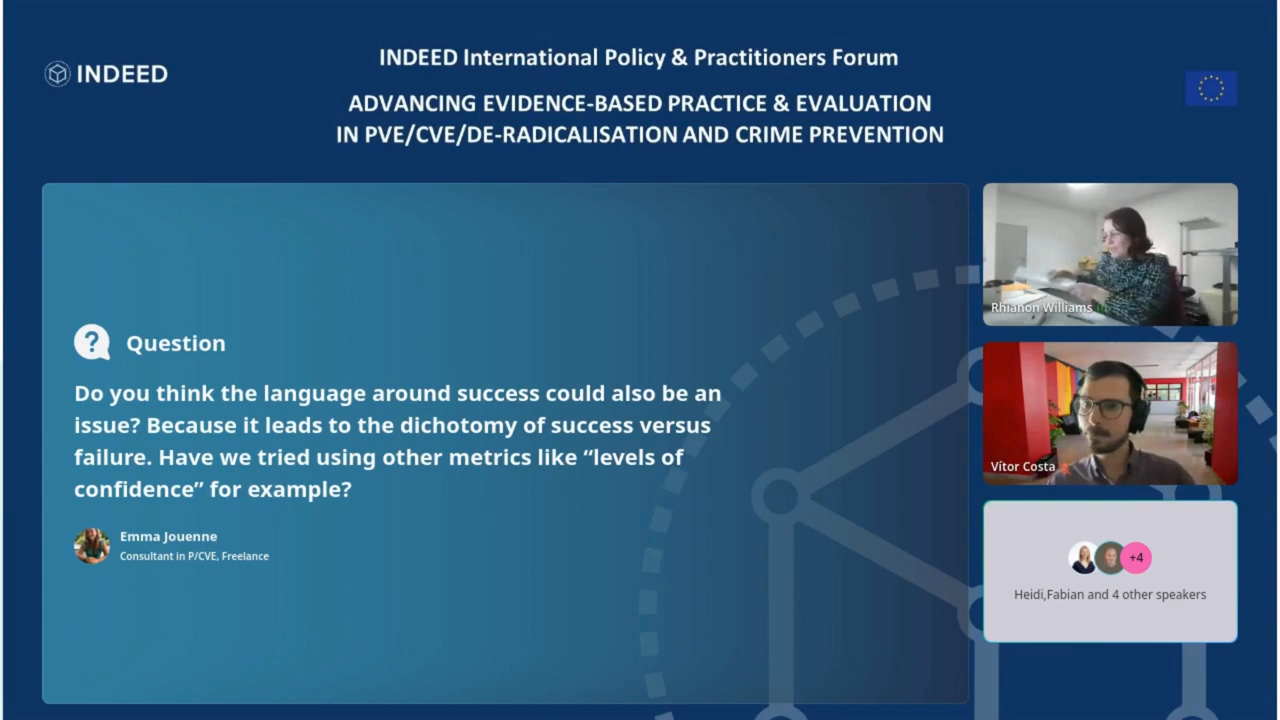 INDEED
INDEED International Policy & Practitioners Forum
ADVANCING EVIDENCE-BASED PRACTICE & EVALUATION
IN PVE/CVE/DE-RADICALISATION AND CRIME PREVENTION
?
Question
Do you think the language around success could also be an
issue? Because it leads to the dichotomy of success versus
failure. Have we tried using other metrics like “levels of
confidence” for example?
Emma Jouenne
Consultant in P/CVE, Freelance
Rhianon Williams
Vítor Costa
+4
Heidi,Fabian and 4 other speakers